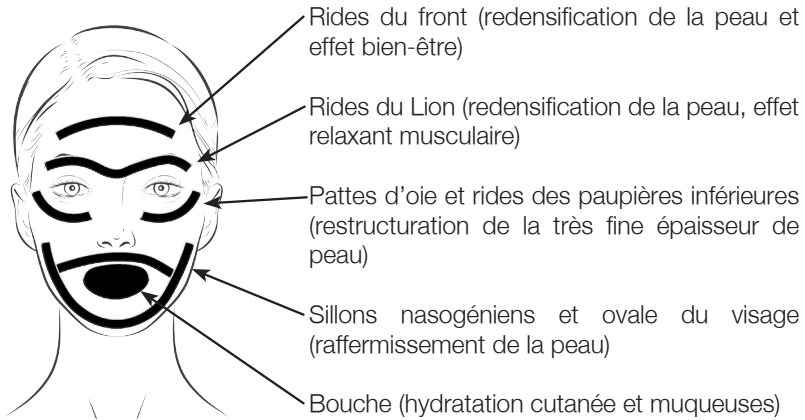 Rides du front (redensification de la peau et
effet bien-être)
Rides du Lion (redensification de la peau, effet
relaxant musculaire)
Pattes d'oie et rides des paupières inférieures
(restructuration de la très fine épaisseur de
peau)
Sillons nasogéniens et ovale du visage
(raffermissement de la peau)
Bouche (hydratation cutanée et muqueuses)